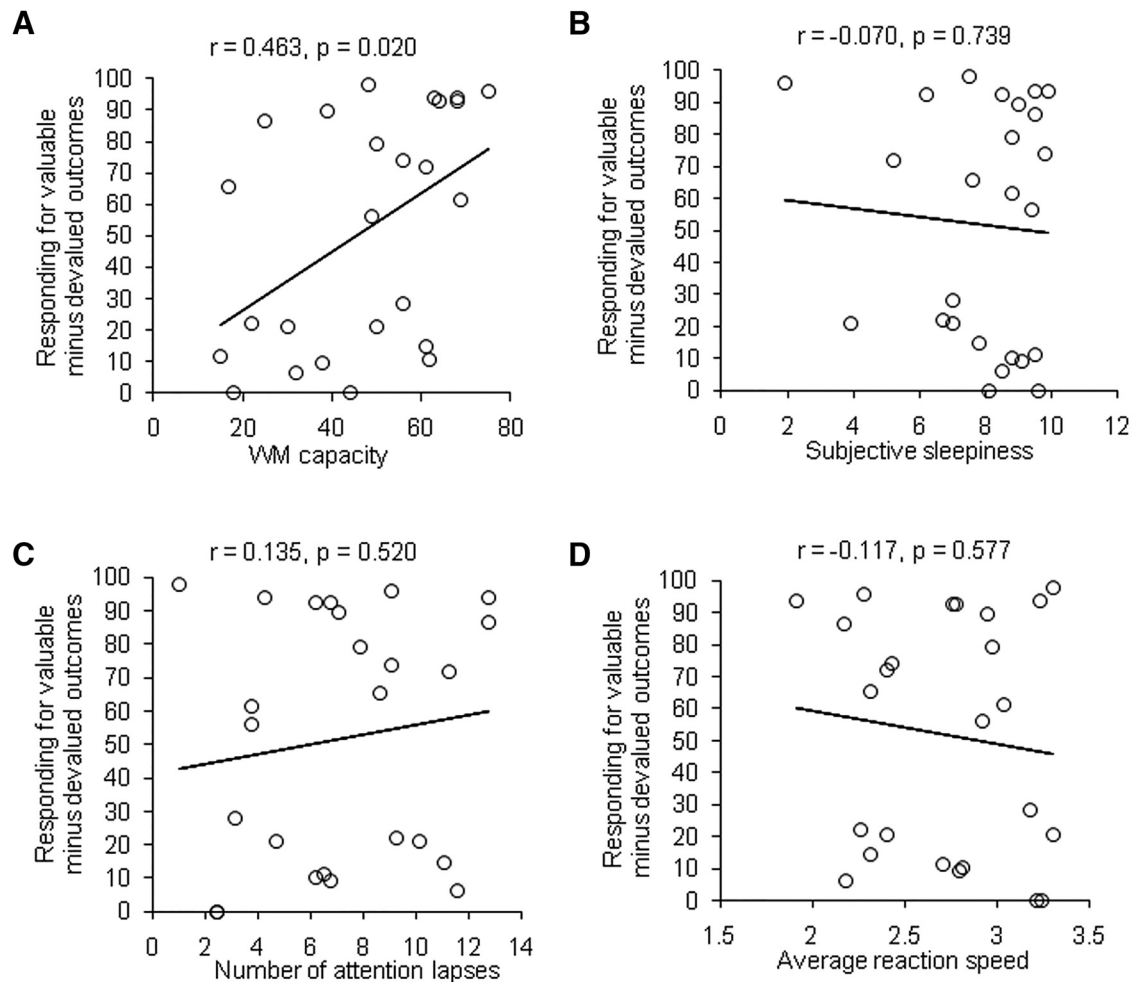 A
r = 0.463, p = 0.020
Responding for valuable
minus devalued outcomes
100
90
80
70
60
50
40
30
20
10
0
0 20 40 60 80
WM capacity
B
r = -0.070, p = 0.739
Responding for valuable
minus devalued outcomes
100
90
80
70
60
50
40
30
20
10
0
0 2 4 6 8 10 12
Subjective sleepiness
C
r = 0.135, p = 0.520
Responding for valuable
minus devalued outcomes
100
90
80
70
60
50
40
30
20
10
0
0 2 4 6 8 10 12 14
Number of attention lapses
D
r = -0.117, p = 0.577
Responding for valuable
minus devalued outcomes
100
90
80
70
60
50
40
30
20
10
0
1.5 2 2.5 3 3.5
Average reaction speed